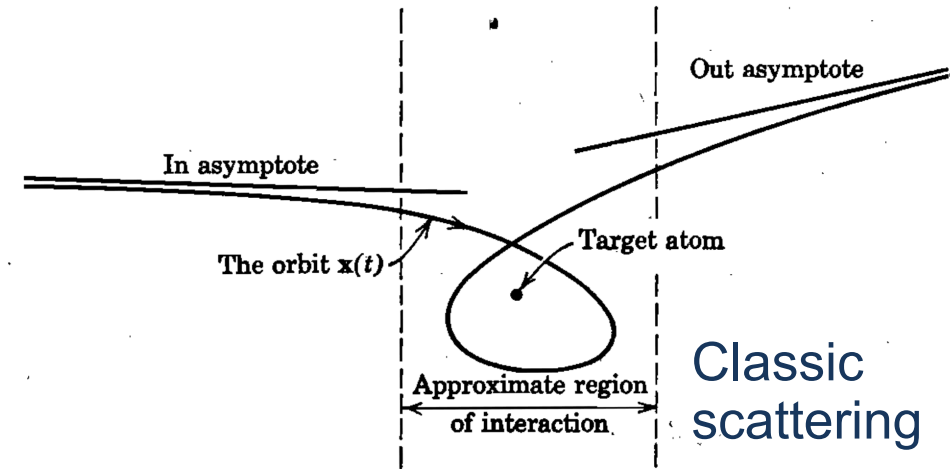 Out asymptote
In asymptote
The orbit x(t)
Target atom
Approximate region
of interaction
Classic
scattering